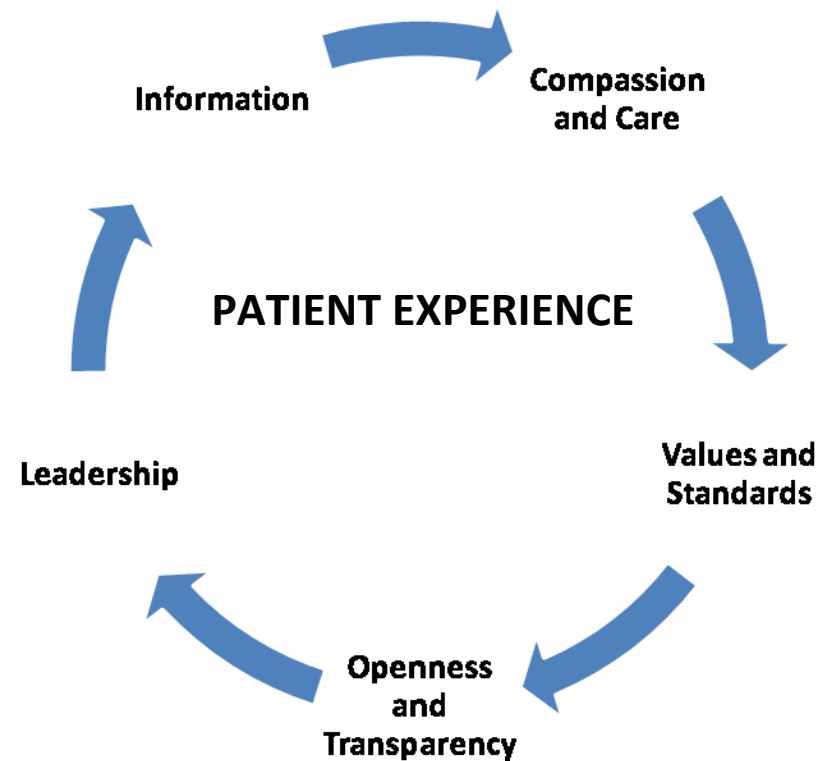 Information
Compassion
and Care
PATIENT EXPERIENCE
Leadership
Values and
Standards
Openness
and
Transparency